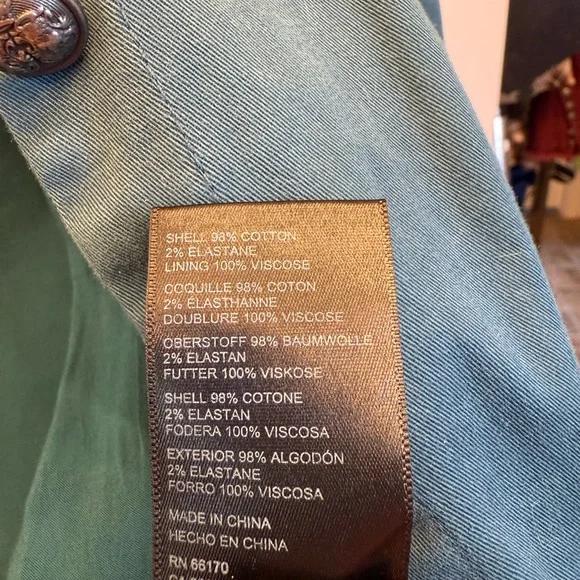 SHELL 98% COTTON
2% ELASTANE
LINING 100% VISCOSE
COQUILLE 98% COTON
2% ÉLASTHANNE
DOUBLURE 100% VISCOSE
OBERSTOFF 98% BAUMWOLLE
2% ELASTAN
FUTTER 100% VISKOSE
SHELL 98% COTONE
2% ELASTAN
FODERA 100% VISCOSA
EXTERIOR 98% ALGODÓN
2% ELASTANE
FORRO 100% VISCOSA
MADE IN CHINA
HECHO EN CHINA
RN 66170